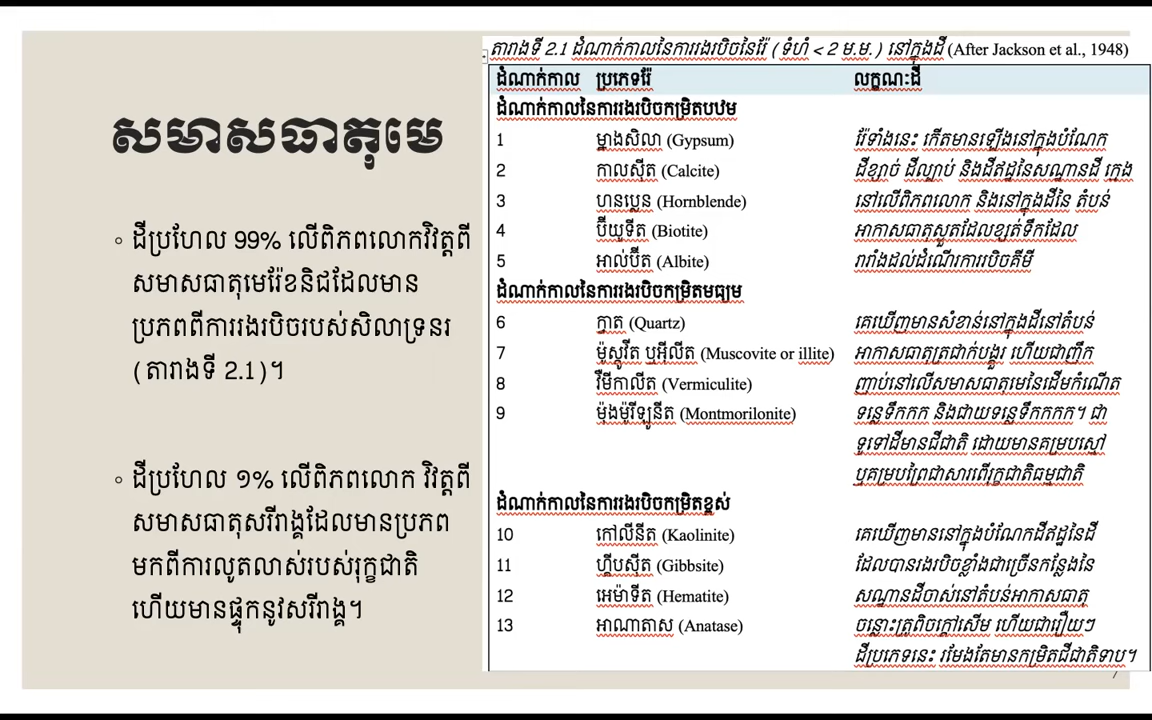 សមាសធាតុមេ
◦ ដីប្រហែល 99% លើពិភពលោកវិវត្តពី
សមាសធាតុមេរ៉ែខនិជដែលមាន
ប្រភពពីការរងរបិចរបស់សិលាទ្រនរ
(តារាងទី 2.1)។
◦ ដីប្រហែល ១% លើពិភពលោក វិវត្តពី
សមាសធាតុសរីរាង្គដែលមានប្រភព
មកពីការលូតលាស់របស់រុក្ខជាតិ
ហើយមានផ្ទុកនូវសរីរាង្គ។
តារាងទី 2.1 ដំណាក់កាលនៃការរងរបិចនៃរ៉ែ (ទំហំ < 2 ម.ម.) នៅក្នុងដី (After Jackson et al., 1948)
ដំណាក់កាល ប្រភេទរ៉ែ លក្ខណៈដី
ដំណាក់កាលនៃការរងរបិចកម្រិតបឋម
1 ម្នាងសិលា (Gypsum) រ៉ែទាំងនេះ កើតមានឡើងនៅក្នុងបំណែក
2 កាលស៊ីត (Calcite) ដីខ្សាច់ ដីល្បាប់ និងដីឥដ្ឋនៃសណ្ឋានដី ក្មេង
3 ហនប្លេន (Hornblende) នៅលើពិភពលោក និងនៅក្នុងដីនៃ តំបន់
4 ប៊ីយូទីត (Biotite) អាកាសធាតុស្ងួតដែលខ្សត់ទឹកដែល
5 អាល់ប៊ីត (Albite) រារាំងដល់ដំណើរការរបិចគីមី
ដំណាក់កាលនៃការរងរបិចកម្រិតមធ្យម
6 ក្វាត (Quartz) គេឃើញមានសំខាន់នៅក្នុងដីនៅតំបន់
7 ម៉ូស្កូវីត ឬអ៊ីលីត (Muscovite or illite) អាកាសធាតុត្រជាក់បង្គួរ ហើយជាញឹក
8 វឺមីកាលីត (Vermiculite) ញាប់នៅលើសមាសធាតុមេនៃដើមកំណើត
9 ម៉ុងម៉ូរីឡូនីត (Montmorilonite) ទន្លេទឹកកក និងជាយទន្លេទឹកកកកក។ ជា
ទូទៅដីមានជីជាតិ ដោយមានគម្របស្មៅ
ឬគម្របព្រៃជាសារពើរុក្ខជាតិធម្មជាតិ
ដំណាក់កាលនៃការរងរបិចកម្រិតខ្ពស់
10 កៅលីនីត (Kaolinite) គេឃើញមាននៅក្នុងបំណែកដីឥដ្ឋនៃដី
11 ហ្គីបស៊ីត (Gibbsite) ដែលបានរងរបិចខ្លាំងជាច្រើនកន្លែងនៃ
12 អេម៉ាទីត (Hematite) សណ្ឋានដីចាស់នៅតំបន់អាកាសធាតុ
13 អាណាតាស (Anatase) ចន្លោះត្រូពិចក្តៅសើម ហើយជារឿយៗ
ដីប្រភេទនេះ រមែងតែមានកម្រិតជីជាតិទាប។
7